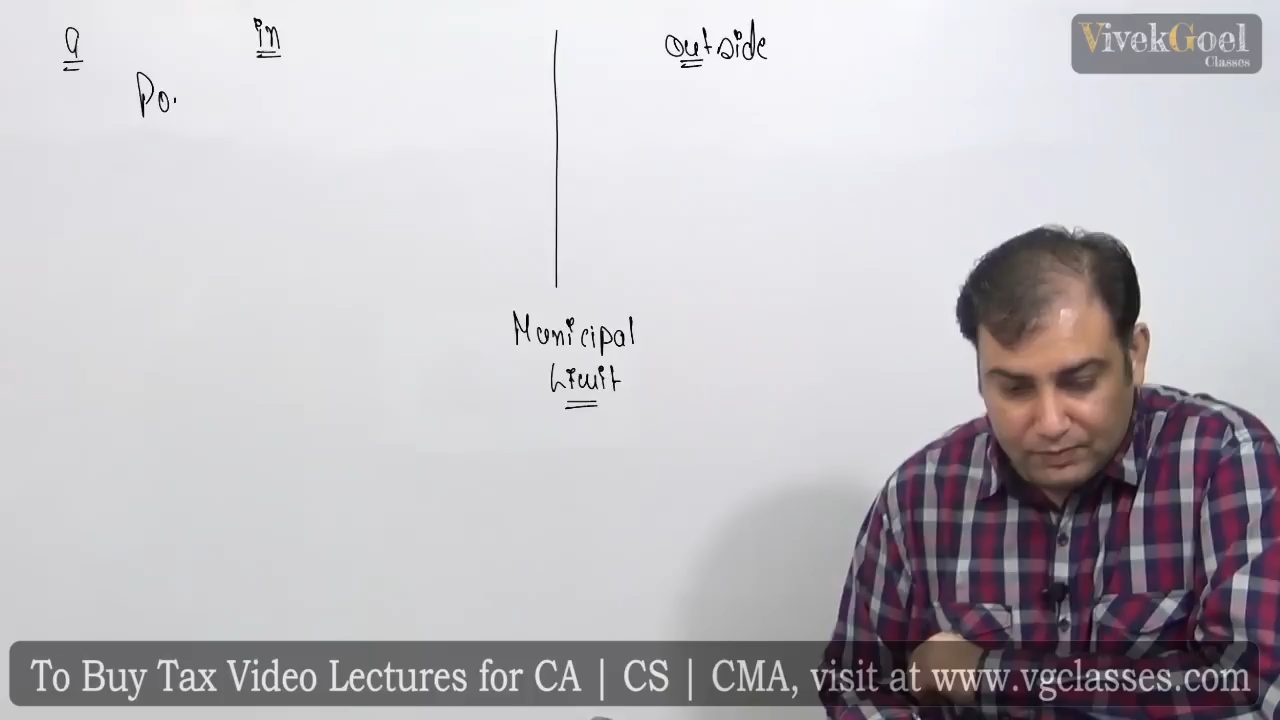 a in outside
Po.
Municipal
Limit
VivekGoel
Classes
To Buy Tax Video Lectures for CA | CS | CMA, visit at www.vgclasses.com